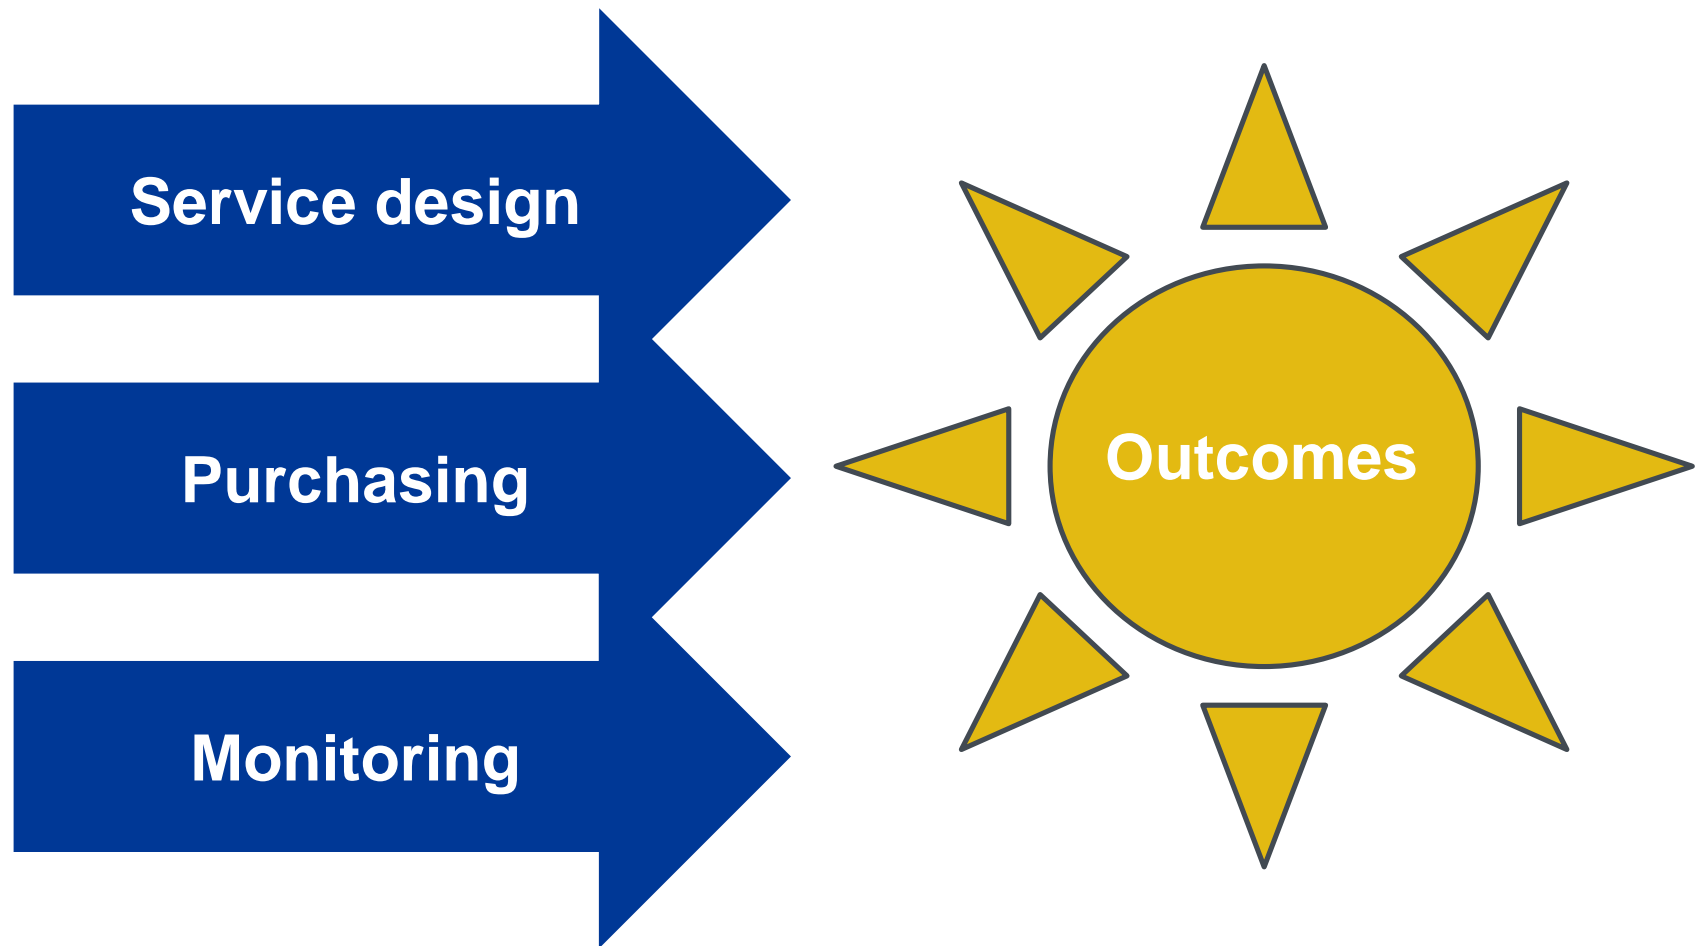 Service design
Purchasing
Monitoring
Outcomes